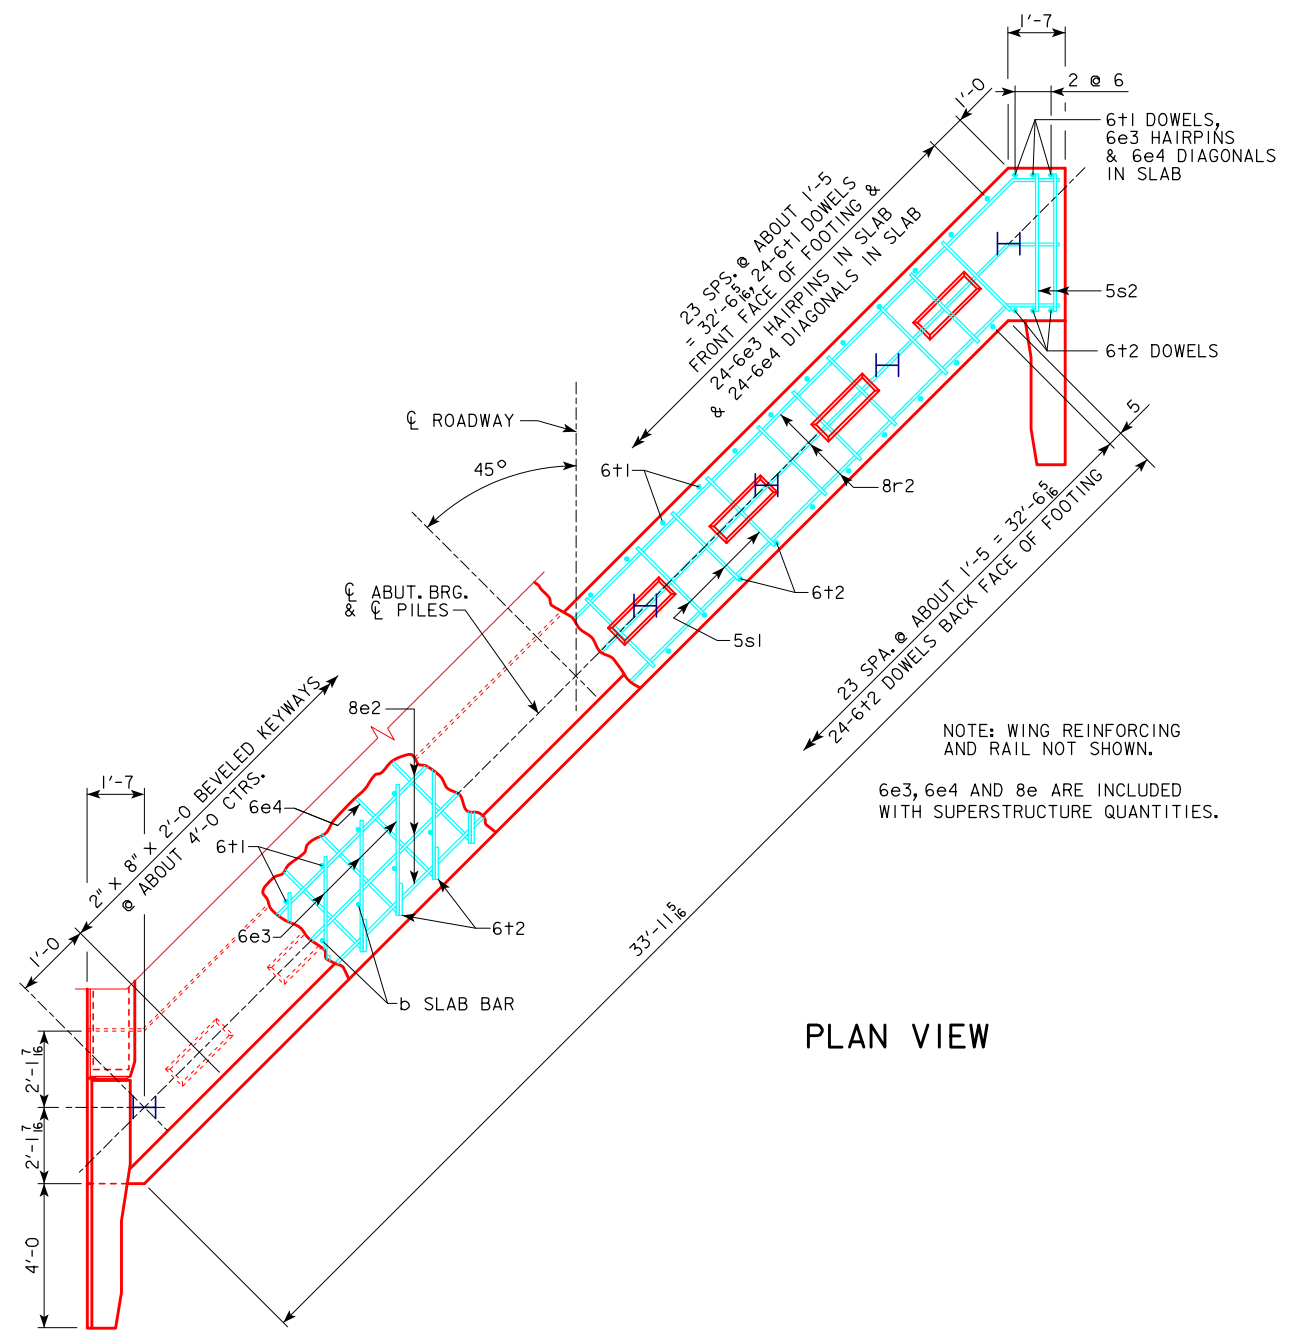 1'-7
2 @ 6
1'-0
6t1 DOWELS,
6e3 HAIRPINS
& 6e4 DIAGONALS
IN SLAB
23 SPS. @ ABOUT 1'-5
= 32'-6 5/16, 24-6t1 DOWELS
FRONT FACE OF FOOTING &
24-6e3 HAIRPINS IN SLAB
& 24-6e4 DIAGONALS IN SLAB
5s2
6t2 DOWELS
℄ ROADWAY
45°
6t1
8r2
5
23 SPA. @ ABOUT 1'-5 = 32'-6 5/16
24-6t2 DOWELS BACK FACE OF FOOTING
℄ ABUT. BRG.
& ℄ PILES
6t2
5s1
8e2
NOTE: WING REINFORCING
AND RAIL NOT SHOWN.
6e3, 6e4 AND 8e ARE INCLUDED
WITH SUPERSTRUCTURE QUANTITIES.
2" x 8" x 2'-0 BEVELED KEYWAYS
@ ABOUT 4'-0 CTRS.
1'-7
6e4
6t1
6e3
6t2
b SLAB BAR
33'-11 5/16
1'-0
PLAN VIEW
2'-1 7/16
2'-1 7/16
4'-0